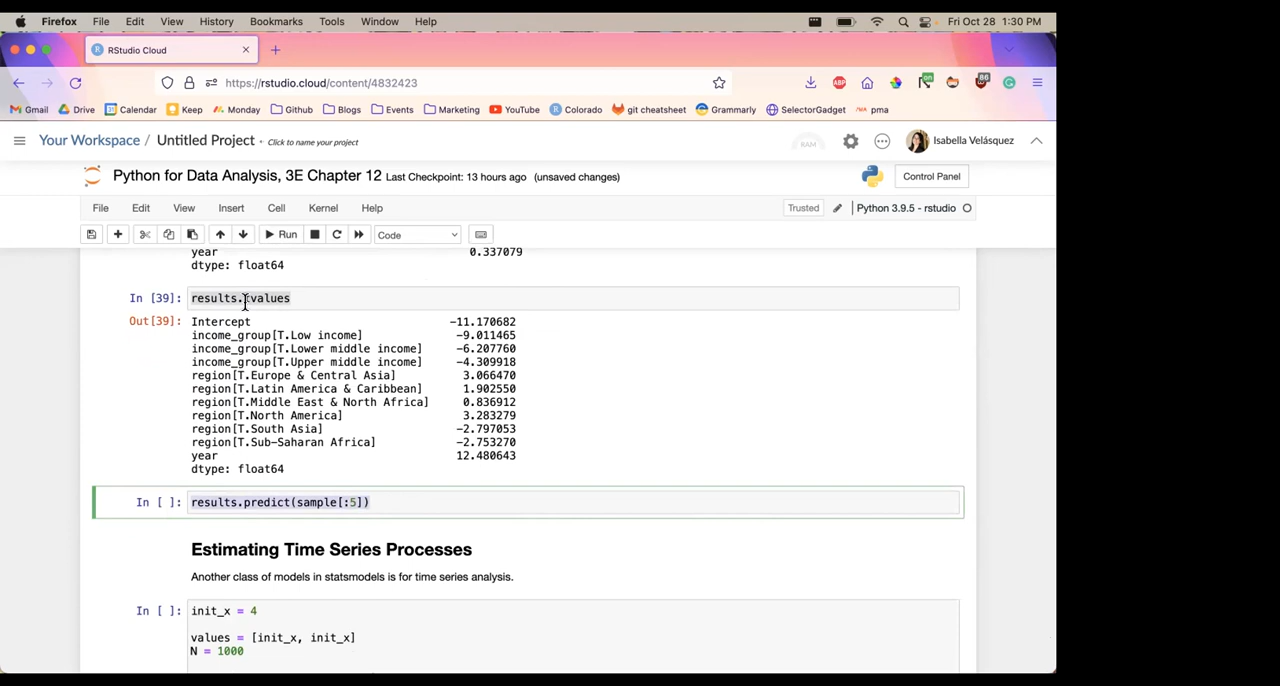 Firefox File Edit View History Bookmarks Tools Window Help Fri Oct 28 1:30 PM
RStudio Cloud
https://rstudio.cloud/content/4832423
on 86
Gmail Drive Calendar Keep Monday Github Blogs Events Marketing YouTube Colorado git cheatsheet Grammarly SelectorGadget pma
Your Workspace / Untitled Project • Click to name your project RAM Isabella Velásquez
Python for Data Analysis, 3E Chapter 12 Last Checkpoint: 13 hours ago (unsaved changes) Control Panel
File Edit View Insert Cell Kernel Help Trusted Python 3.9.5 - rstudio
Run Code
year 0.337079
dtype: float64
In [39]: results.tvalues
Out[39]: Intercept -11.170682
income_group[T.Low income] -9.011465
income_group[T.Lower middle income] -6.207760
income_group[T.Upper middle income] -4.309918
region[T.Europe & Central Asia] 3.066470
region[T.Latin America & Caribbean] 1.902550
region[T.Middle East & North Africa] 0.836912
region[T.North America] 3.283279
region[T.South Asia] -2.797053
region[T.Sub-Saharan Africa] -2.753270
year 12.480643
dtype: float64
In [ ]: results.predict(sample[:5])
Estimating Time Series Processes
Another class of models in statsmodels is for time series analysis.
In [ ]: init_x = 4
values = [init_x, init_x]
N = 1000